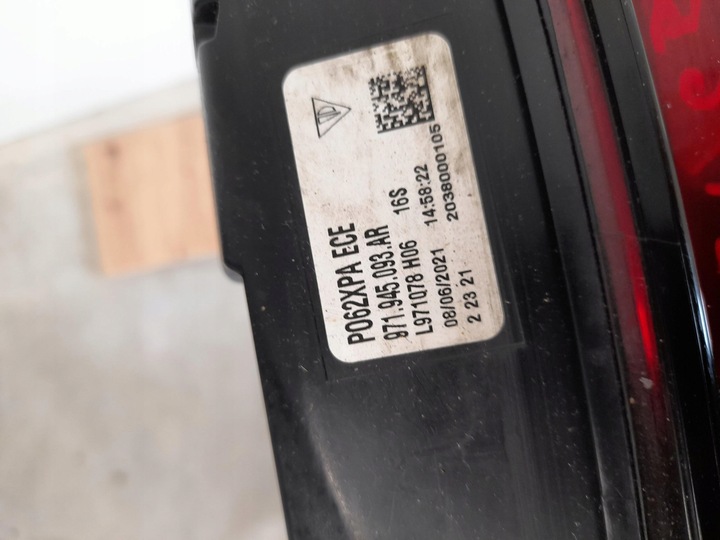 PO62XPA ECE
971.945.093.AR 16S
L971078 H06
08/06/2021 14:58:22
2 23 21 2038000105